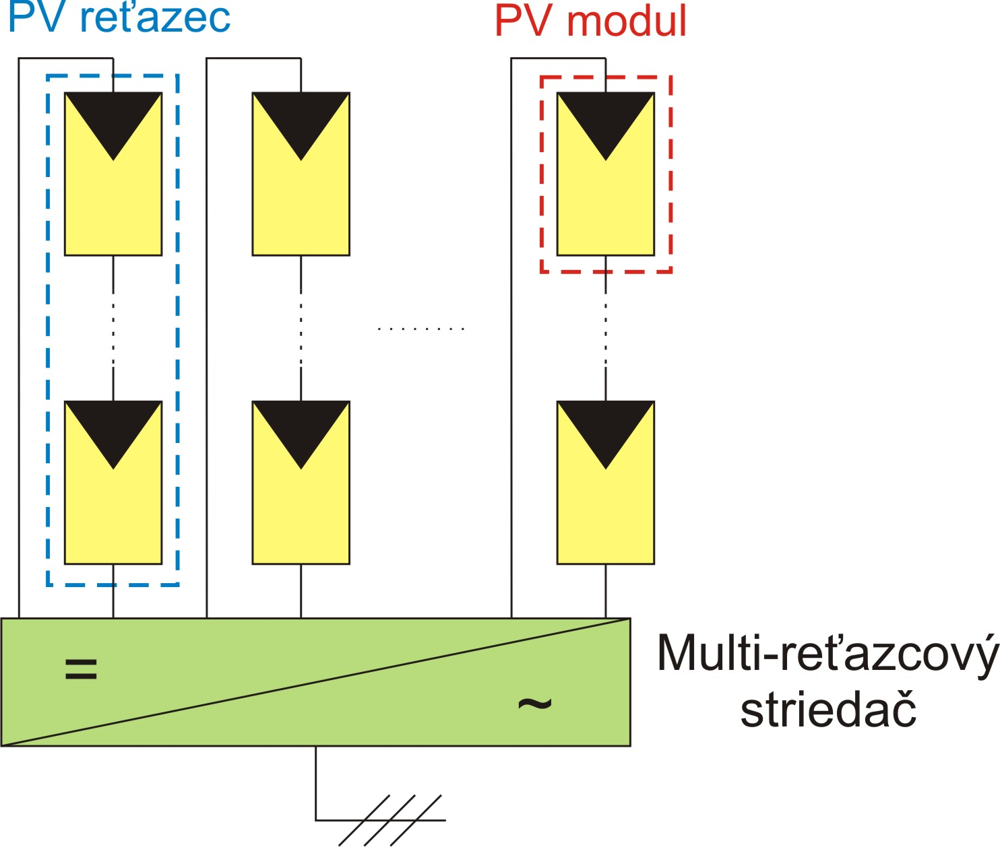 PV reťazec
PV modul
=
~
Multi-reťazcový
striedač